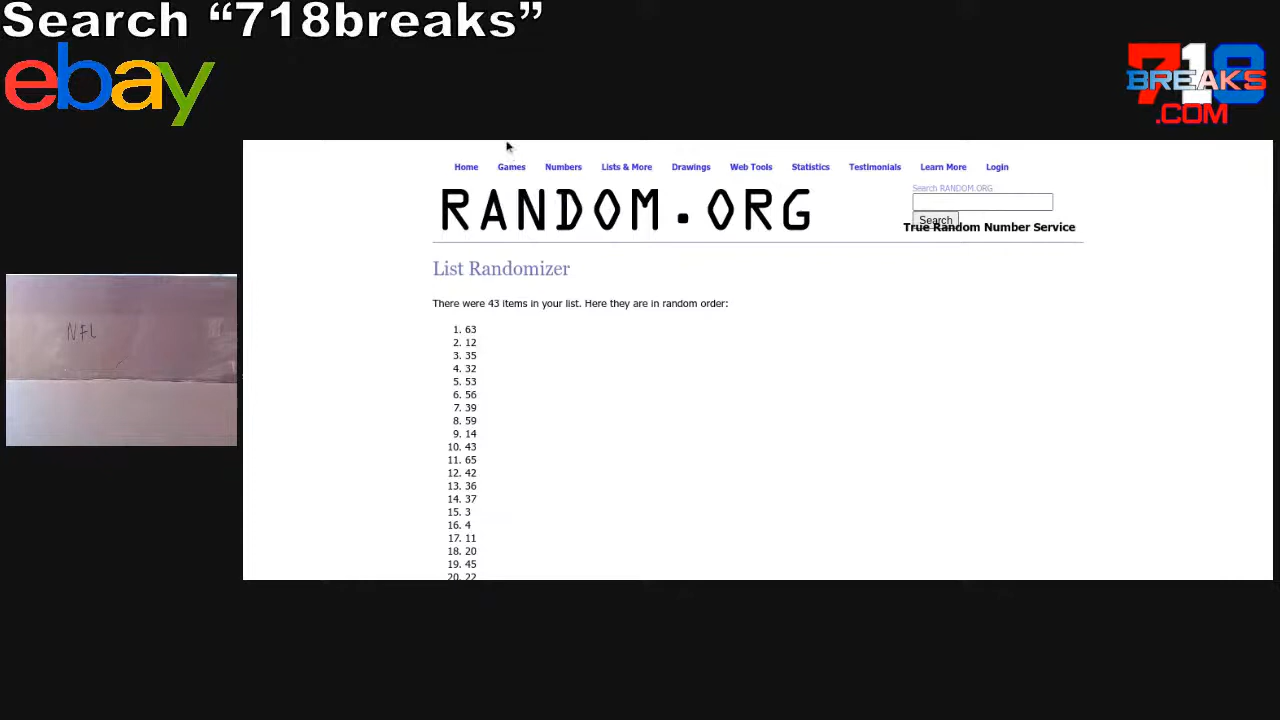 Search “718breaks”
ebay
718
BREAKS
.COM
Home Games Numbers Lists & More Drawings Web Tools Statistics Testimonials Learn More Login
RANDOM.ORG
Search RANDOM.ORG
Search
True Random Number Service
List Randomizer
There were 43 items in your list. Here they are in random order:
1. 63
2. 12
3. 35
4. 32
5. 53
6. 56
7. 39
8. 59
9. 14
10. 43
11. 65
12. 42
13. 36
14. 37
15. 3
16. 4
17. 11
18. 20
19. 45
20. 22
NFL